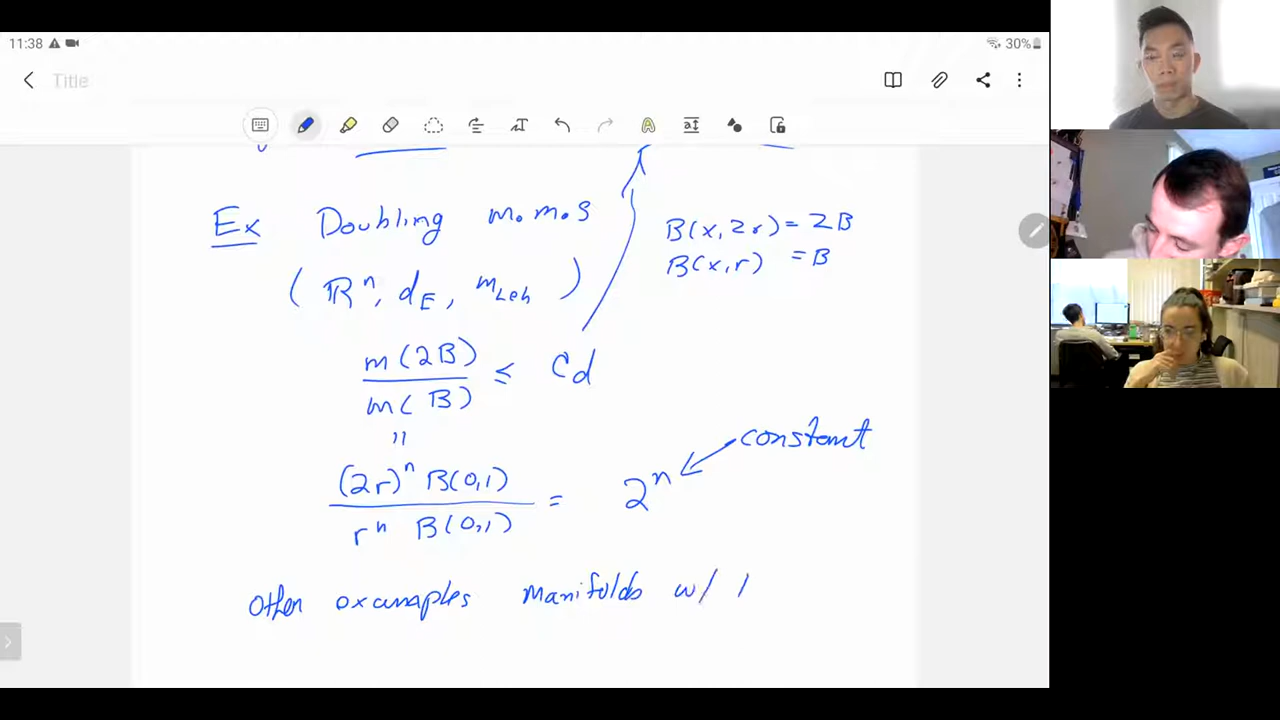 11:38
30%
Title
Ex Doubling m.m.s
B(x,2r) = 2B
B(x,r) = B
(ℝⁿ, d_E, m_Leb)
m(2B) / m(B) ≤ Cd
=
(2r)ⁿ B(0,1) / rⁿ B(0,1) = 2ⁿ
constant
Other examples manifolds w/